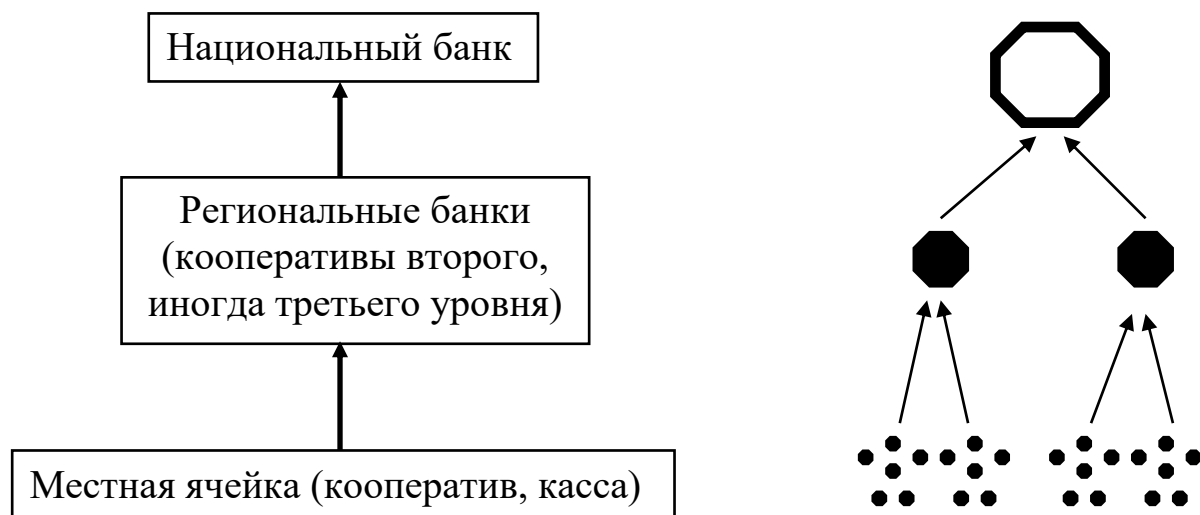 Национальный банк
Региональные банки
(кооперативы второго,
иногда третьего уровня)
Местная ячейка (кооператив, касса)